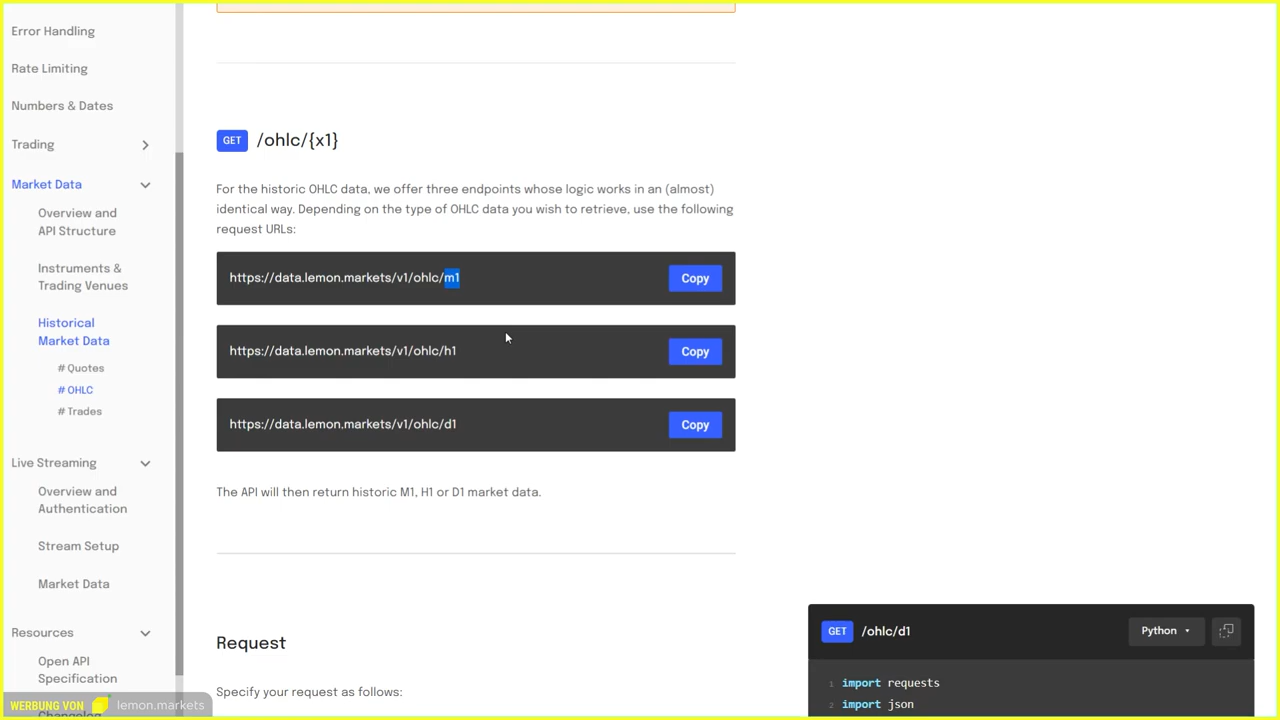 Error Handling
Rate Limiting
Numbers & Dates
Trading
Market Data
Overview and
API Structure
Instruments &
Trading Venues
Historical
Market Data
# Quotes
# OHLC
# Trades
Live Streaming
Overview and
Authentication
Stream Setup
Market Data
Resources
Open API
Specification
Changelog
WERBUNG VON lemon.markets
GET /ohlc/{x1}
For the historic OHLC data, we offer three endpoints whose logic works in an (almost)
identical way. Depending on the type of OHLC data you wish to retrieve, use the following
request URLs:
https://data.lemon.markets/v1/ohlc/m1 Copy
https://data.lemon.markets/v1/ohlc/h1 Copy
https://data.lemon.markets/v1/ohlc/d1 Copy
The API will then return historic M1, H1 or D1 market data.
Request
Specify your request as follows:
GET /ohlc/d1 Python
1 import requests
2 import json